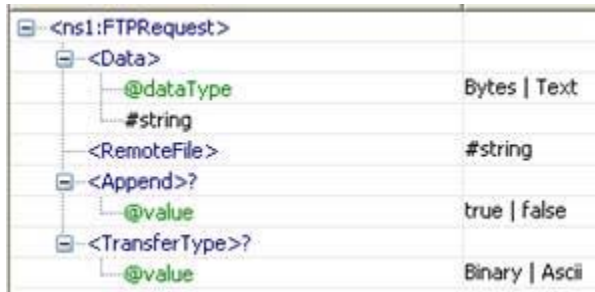 <ns1:FTPRequest>
<Data>
@dataType Bytes | Text
#string
<RemoteFile> #string
<Append>?
@value true | false
<TransferType>?
@value Binary | Ascii